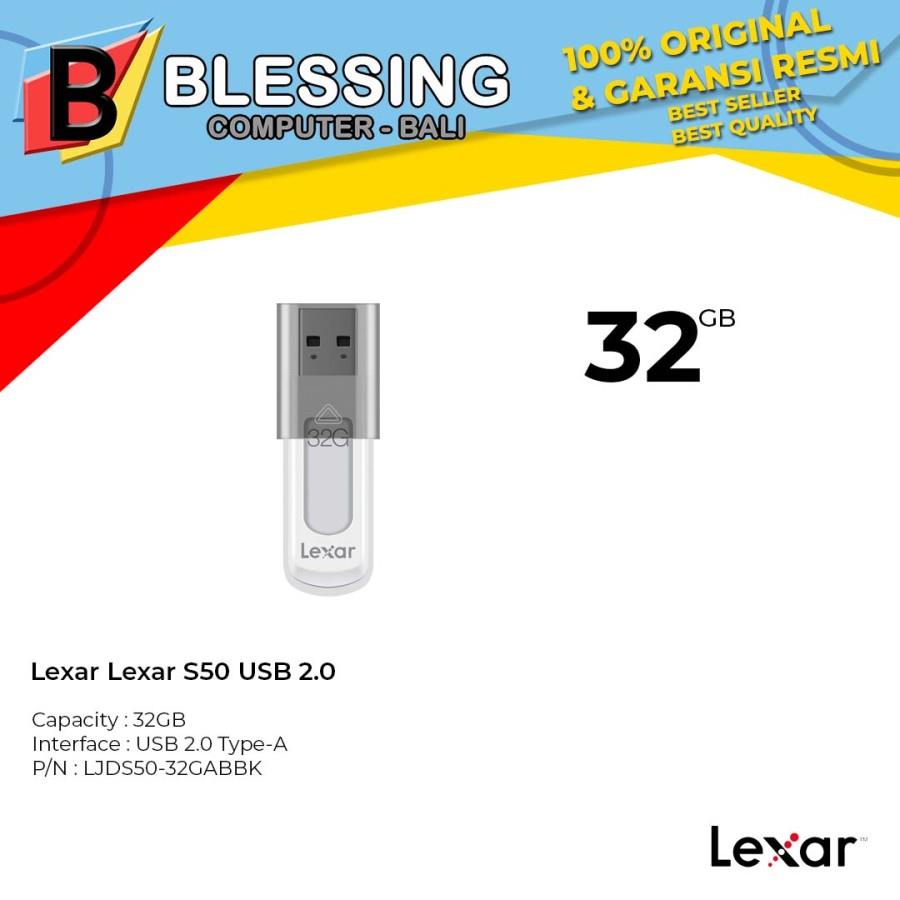 B
BLESSING
COMPUTER - BALI
100% ORIGINAL
& GARANSI RESMI
BEST SELLER
BEST QUALITY
32GB
32G
Lexar
Lexar Lexar S50 USB 2.0
Capacity : 32GB
Interface : USB 2.0 Type-A
P/N : LJDS50-32GABBK
Lexar™